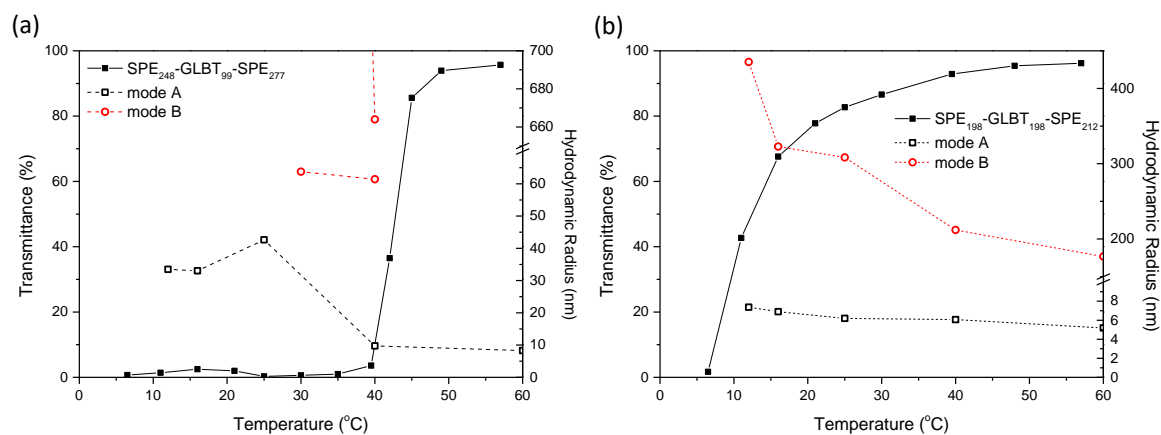 (a)
100
80
60
40
20
0
Transmittance (%)
SPE248-GLBT99-SPE277
mode A
mode B
700
680
660
60
50
40
30
20
10
0
Hydrodynamic Radius (nm)
0 10 20 30 40 50 60
Temperature (°C)
(b)
100
80
60
40
20
0
Transmittance (%)
SPE198-GLBT198-SPE212
mode A
mode B
400
300
200
8
6
4
2
0
Hydrodynamic Radius (nm)
0 10 20 30 40 50 60
Temperature (°C)